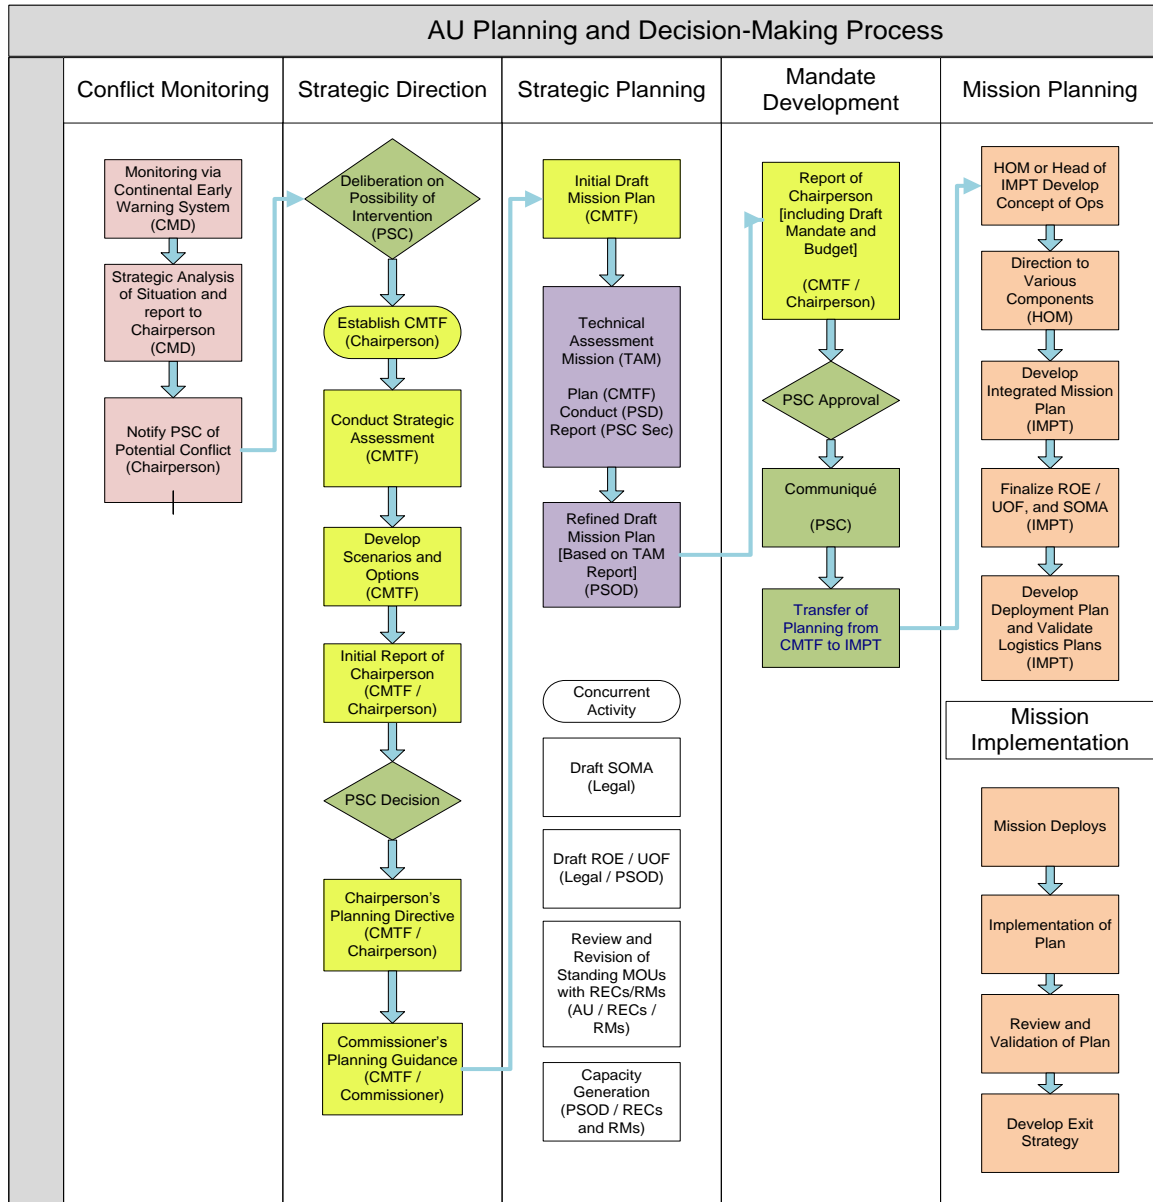 AU Planning and Decision-Making Process
Conflict Monitoring
Strategic Direction
Strategic Planning
Mandate
Development
Mission Planning
Monitoring via
Continental Early
Warning System
(CMD)
Strategic Analysis
of Situation and
report to
Chairperson
(CMD)
Notify PSC of
Potential Conflict
(Chairperson)
Deliberation on
Possibility of
Intervention
(PSC)
Establish CMTF
(Chairperson)
Conduct Strategic
Assessment
(CMTF)
Develop
Scenarios and
Options
(CMTF)
Initial Report of
Chairperson
(CMTF /
Chairperson)
PSC Decision
Chairperson's
Planning Directive
(CMTF /
Chairperson)
Commissioner's
Planning Guidance
(CMTF /
Commissioner)
Initial Draft
Mission Plan
(CMTF)
Technical
Assessment
Mission (TAM)
Plan (CMTF)
Conduct (PSD)
Report (PSC Sec)
Refined Draft
Mission Plan
[Based on TAM
Report]
(PSOD)
Concurrent
Activity
Draft SOMA
(Legal)
Draft ROE / UOF
(Legal / PSOD)
Review and
Revision of
Standing MOUs
with RECs/RMs
(AU / RECs /
RMs)
Capacity
Generation
(PSOD / RECs
and RMs)
Report of
Chairperson
[including Draft
Mandate and
Budget]
(CMTF /
Chairperson)
PSC Approval
Communiqué
(PSC)
Transfer of
Planning from
CMTF to IMPT
HOM or Head of
IMPT Develop
Concept of Ops
Direction to
Various
Components
(HOM)
Develop
Integrated Mission
Plan
(IMPT)
Finalize ROE /
UOF, and SOMA
(IMPT)
Develop
Deployment Plan
and Validate
Logistics Plans
(IMPT)
Mission
Implementation
Mission Deploys
Implementation of
Plan
Review and
Validation of Plan
Develop Exit
Strategy